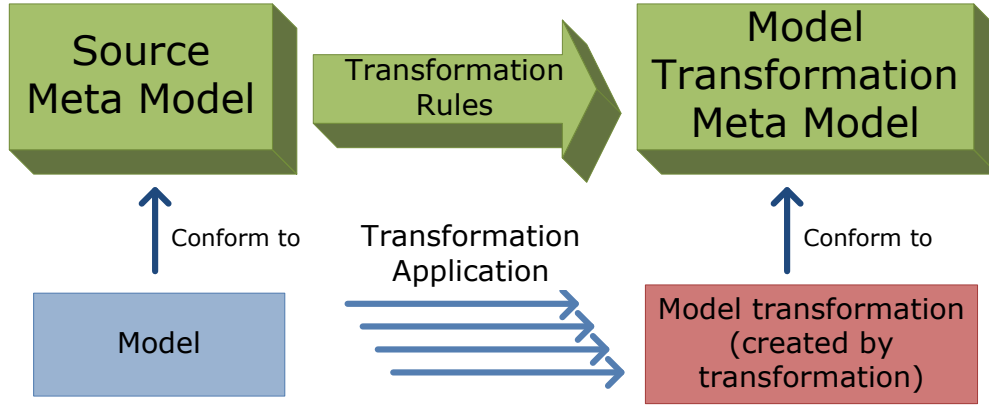 Source
Meta Model
Transformation
Rules
Model
Transformation
Meta Model
Conform to
Transformation
Application
Conform to
Model
Model transformation
(created by
transformation)